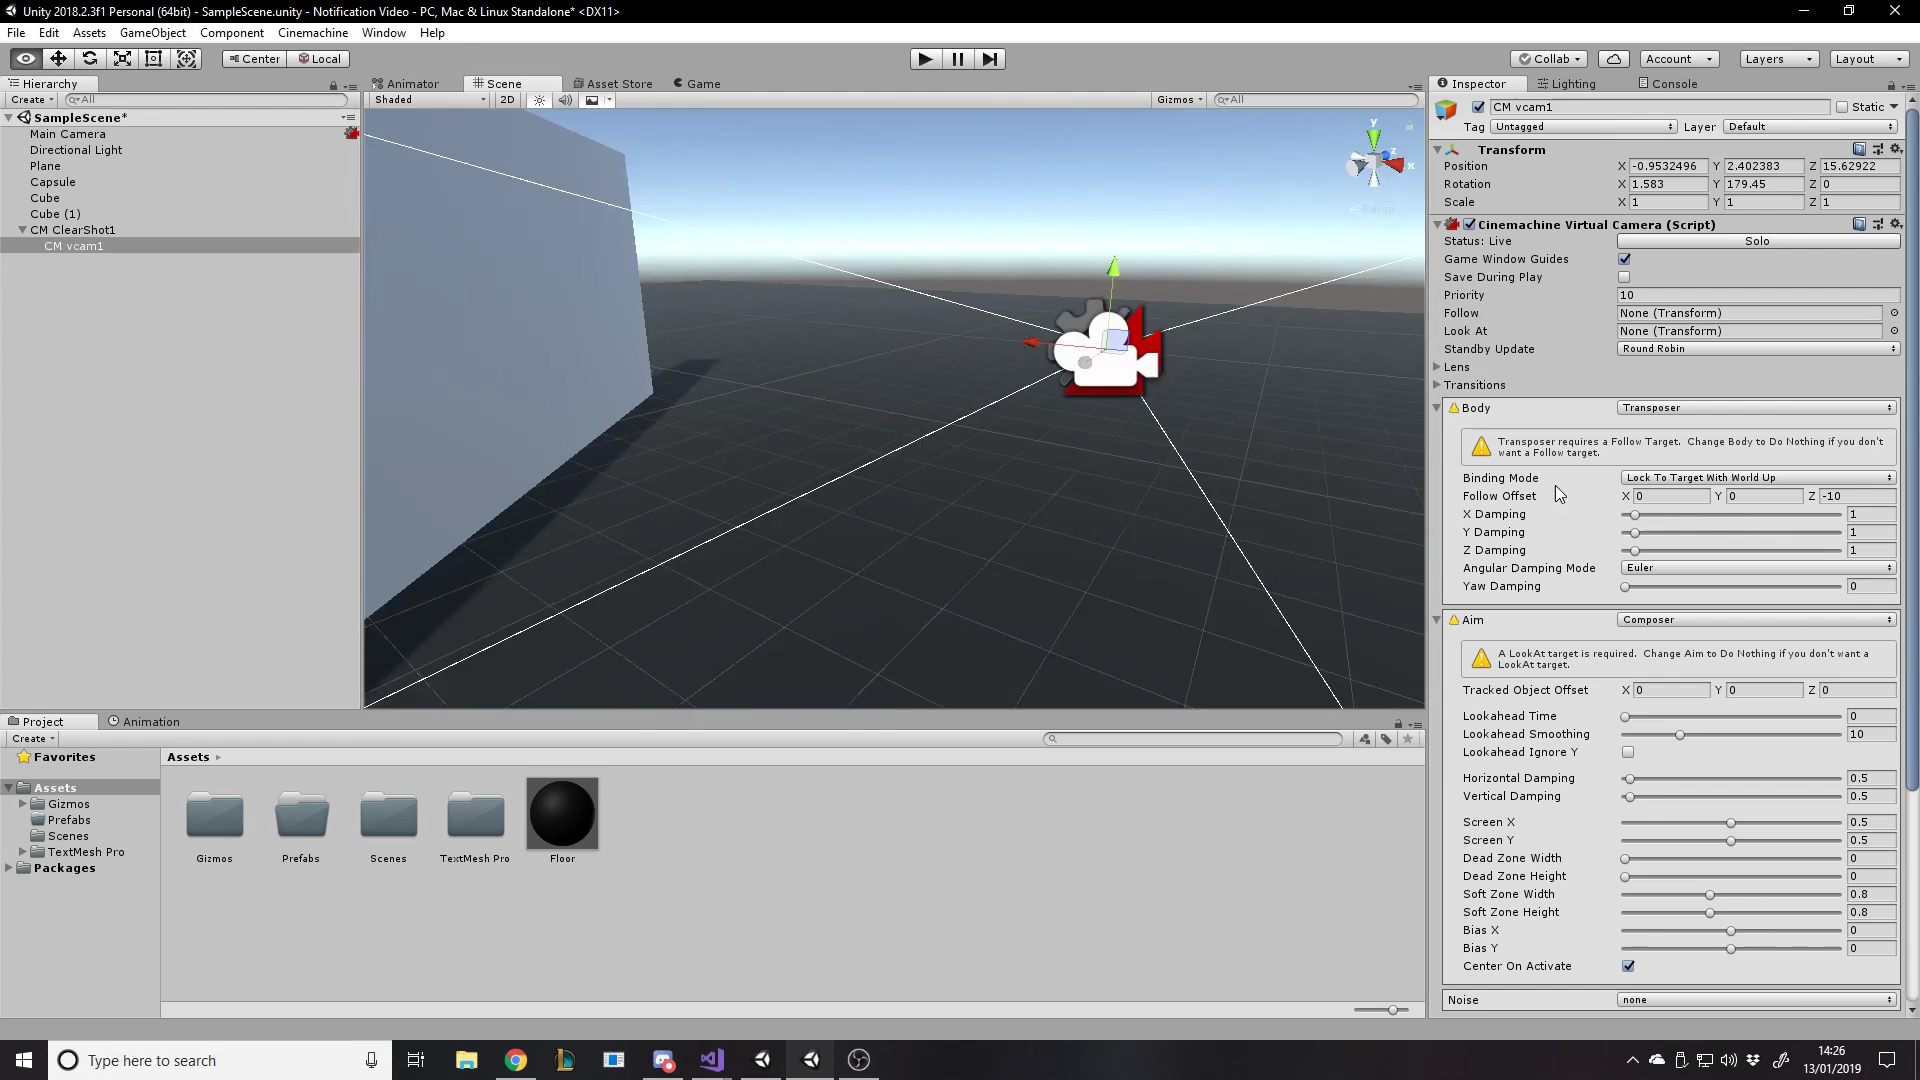 Unity 2018.2.3f1 Personal (64bit) - SampleScene.unity - Notification Video - PC, Mac & Linux Standalone* <DX11>
File Edit Assets GameObject Component Cinemachine Window Help
Center Local Collab Account Layers Layout
Hierarchy
Create All
SampleScene*
Main Camera
Directional Light
Plane
Capsule
Cube
Cube (1)
CM ClearShot1
CM vcam1
Animator Scene Asset Store Game
Shaded 2D Gizmos All
y
z
x
Persp
Inspector Lighting Console
CM vcam1 Static
Tag Untagged Layer Default
Transform
Position X -0.9532496 Y 2.402383 Z 15.62922
Rotation X 1.583 Y 179.45 Z 0
Scale X 1 Y 1 Z 1
Cinemachine Virtual Camera (Script)
Status: Live Solo
Game Window Guides
Save During Play
Priority 10
Follow None (Transform)
Look At None (Transform)
Standby Update Round Robin
Lens
Transitions
Body Transposer
Transposer requires a Follow Target. Change Body to Do Nothing if you don't
want a Follow target.
Binding Mode Lock To Target With World Up
Follow Offset X 0 Y 0 Z -10
X Damping 1
Y Damping 1
Z Damping 1
Angular Damping Mode Euler
Yaw Damping 0
Aim Composer
A LookAt target is required. Change Aim to Do Nothing if you don't want a
LookAt target.
Tracked Object Offset X 0 Y 0 Z 0
Lookahead Time 0
Lookahead Smoothing 10
Lookahead Ignore Y
Horizontal Damping 0.5
Vertical Damping 0.5
Screen X 0.5
Screen Y 0.5
Dead Zone Width 0
Dead Zone Height 0
Soft Zone Width 0.8
Soft Zone Height 0.8
Bias X 0
Bias Y 0
Center On Activate
Noise none
Project Animation
Create
Favorites
Assets
Gizmos
Prefabs
Scenes
TextMesh Pro
Packages
Assets
Gizmos Prefabs Scenes TextMesh Pro Floor
Type here to search
14:26
13/01/2019